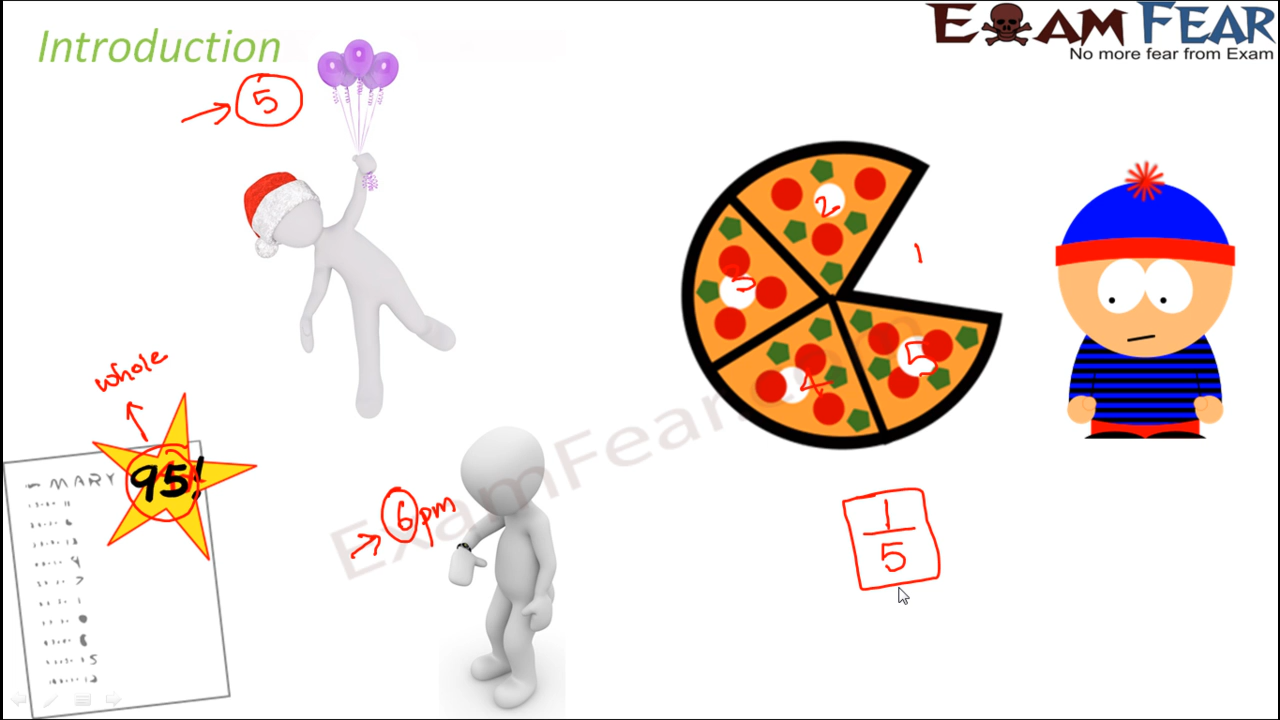 Introduction
EXAM FEAR
No more fear from Exam
5
2
1
3
4
5
whole
MARY
95!
6pm
1
5
ExamFear.com